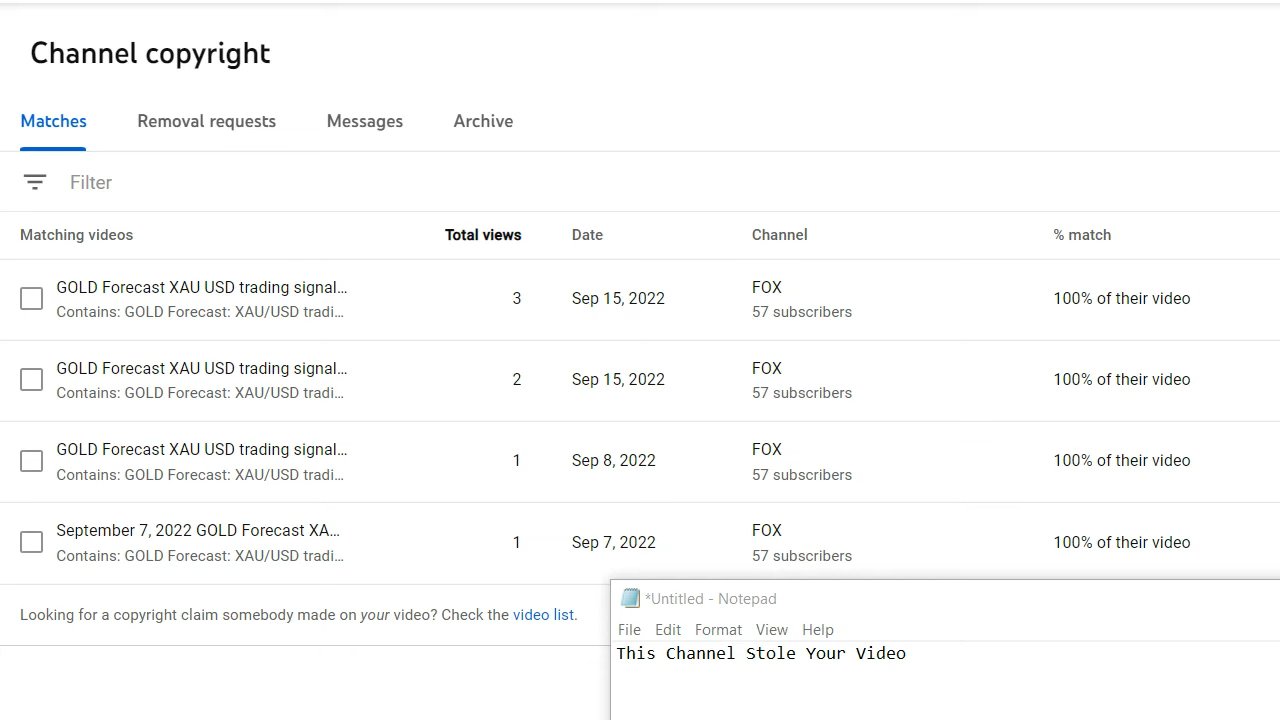 Channel copyright
Matches Removal requests Messages Archive
Filter
Matching videos Total views Date Channel % match
GOLD Forecast XAU USD trading signal... 3 Sep 15, 2022 FOX 100% of their video
Contains: GOLD Forecast: XAU/USD tradi... 57 subscribers
GOLD Forecast XAU USD trading signal... 2 Sep 15, 2022 FOX 100% of their video
Contains: GOLD Forecast: XAU/USD tradi... 57 subscribers
GOLD Forecast XAU USD trading signal... 1 Sep 8, 2022 FOX 100% of their video
Contains: GOLD Forecast: XAU/USD tradi... 57 subscribers
September 7, 2022 GOLD Forecast XA... 1 Sep 7, 2022 FOX 100% of their video
Contains: GOLD Forecast: XAU/USD tradi... 57 subscribers
Looking for a copyright claim somebody made on your video? Check the video list.
*Untitled - Notepad
File Edit Format View Help
This Channel Stole Your Video